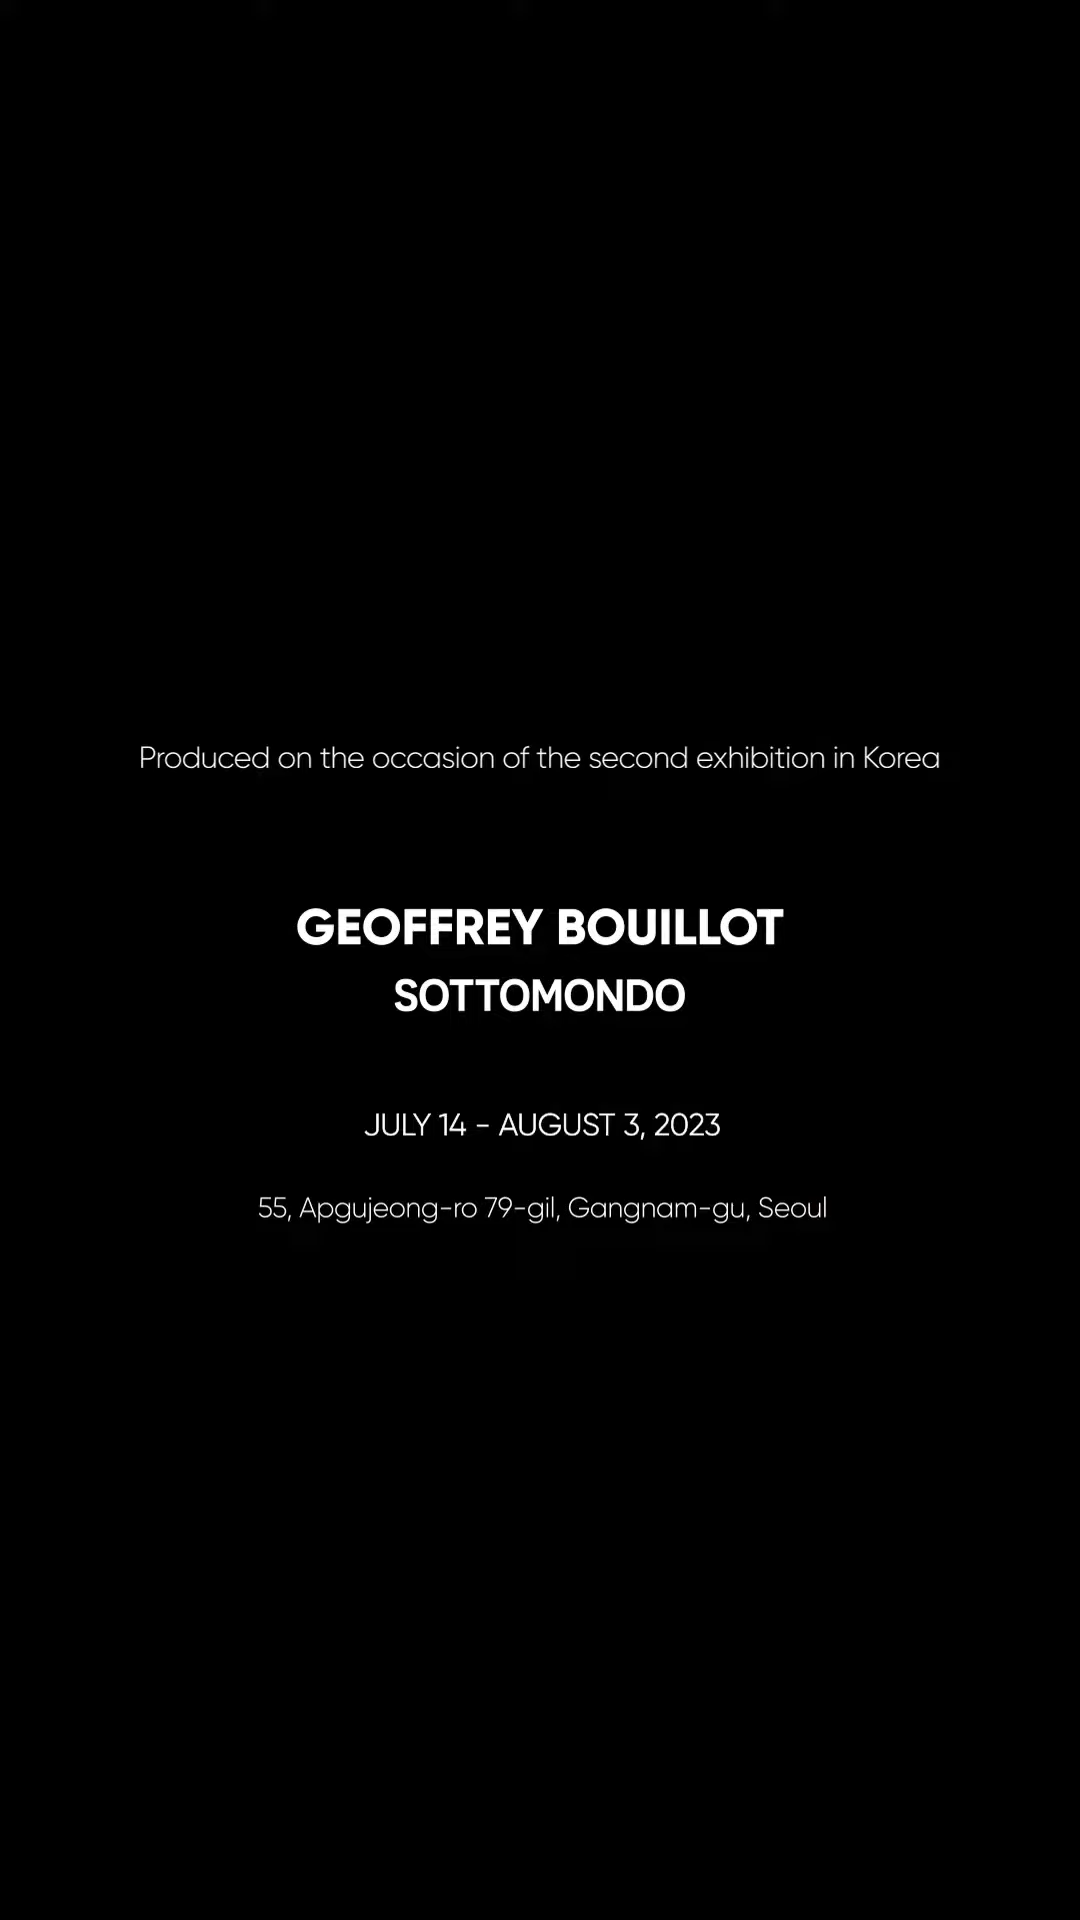 Produced on the occasion of the second exhibition in Korea
GEOFFREY BOUILLOT
SOTTOMONDO
JULY 14 - AUGUST 3, 2023
55, Apgujeong-ro 79-gil, Gangnam-gu, Seoul